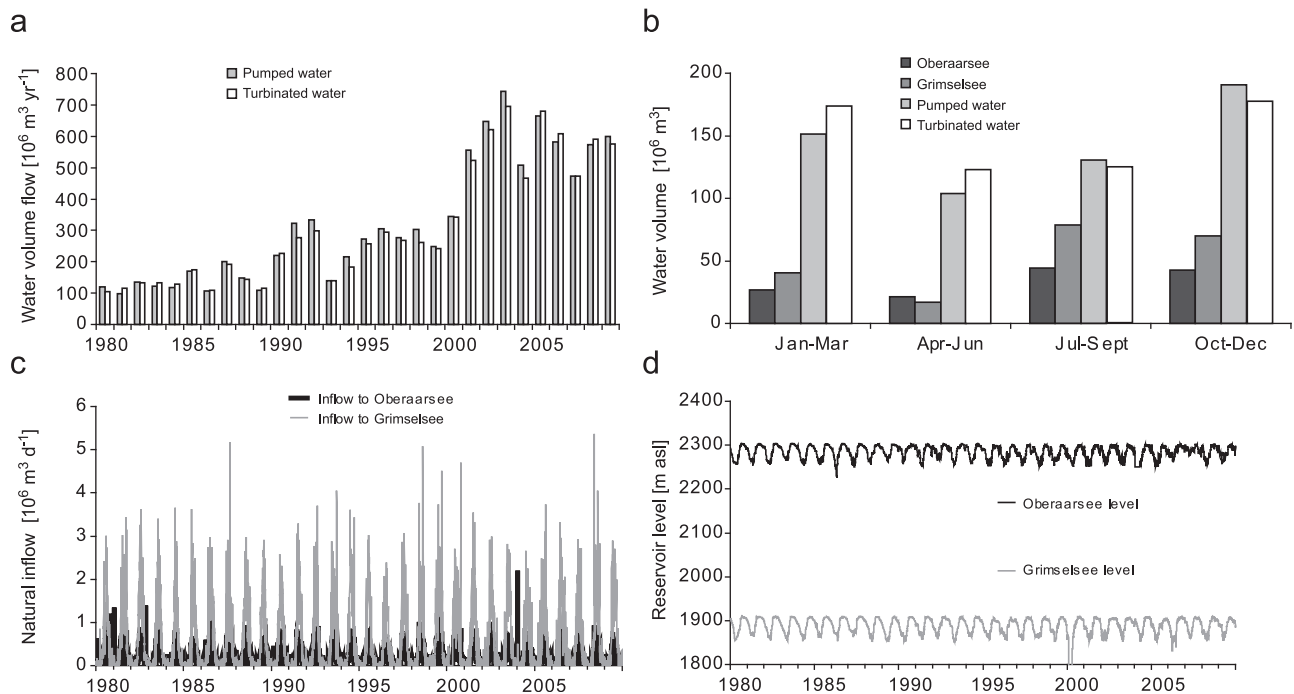 a
Water volume flow [10⁶ m³ yr⁻¹]
800
700
600
500
400
300
200
100
0
Pumped water
Turbinated water
1980 1985 1990 1995 2000 2005
b
Water volume [10⁶ m³]
200
150
100
50
0
Oberaarsee
Grimselsee
Pumped water
Turbinated water
Jan-Mar Apr-Jun Jul-Sept Oct-Dec
c
Natural inflow [10⁶ m³ d⁻¹]
6
5
4
3
2
1
0
Inflow to Oberaarsee
Inflow to Grimselsee
1980 1985 1990 1995 2000 2005
d
Reservoir level [m asl]
2400
2300
2200
2100
2000
1900
1800
Oberaarsee level
Grimselsee level
1980 1985 1990 1995 2000 2005